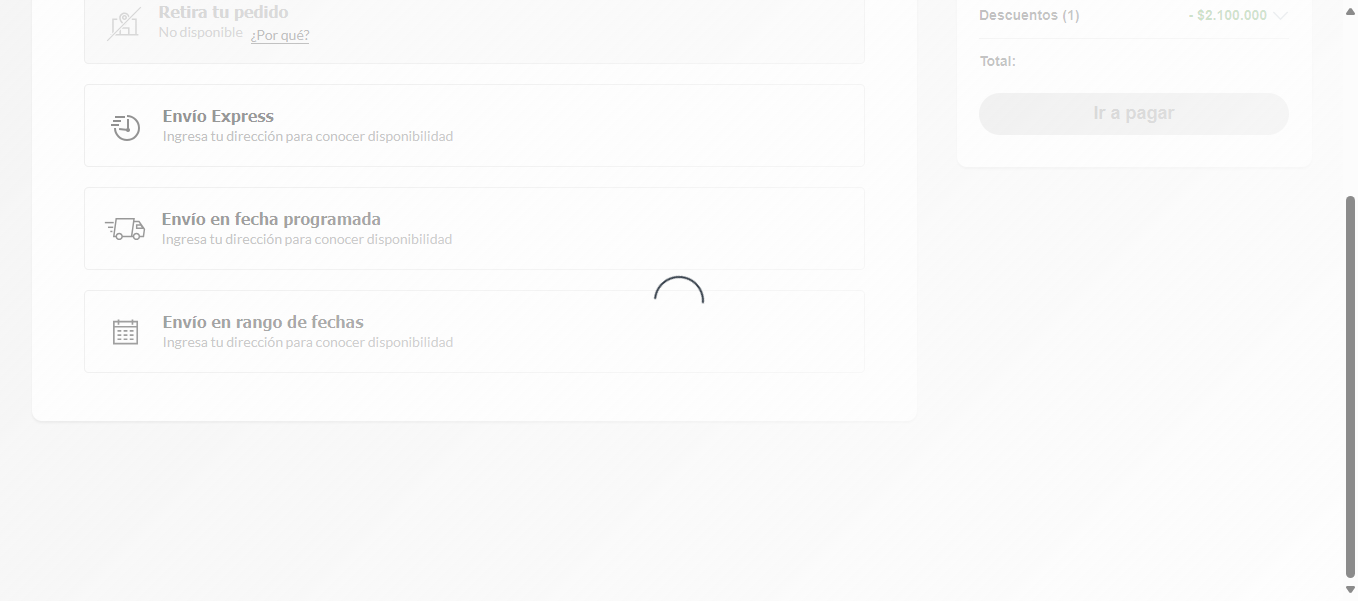 Retira tu pedido
No disponible ¿Por qué?
Envío Express
Ingresa tu dirección para conocer disponibilidad
Envío en fecha programada
Ingresa tu dirección para conocer disponibilidad
Envío en rango de fechas
Ingresa tu dirección para conocer disponibilidad
Descuentos (1) - $2.100.000
Total:
Ir a pagar